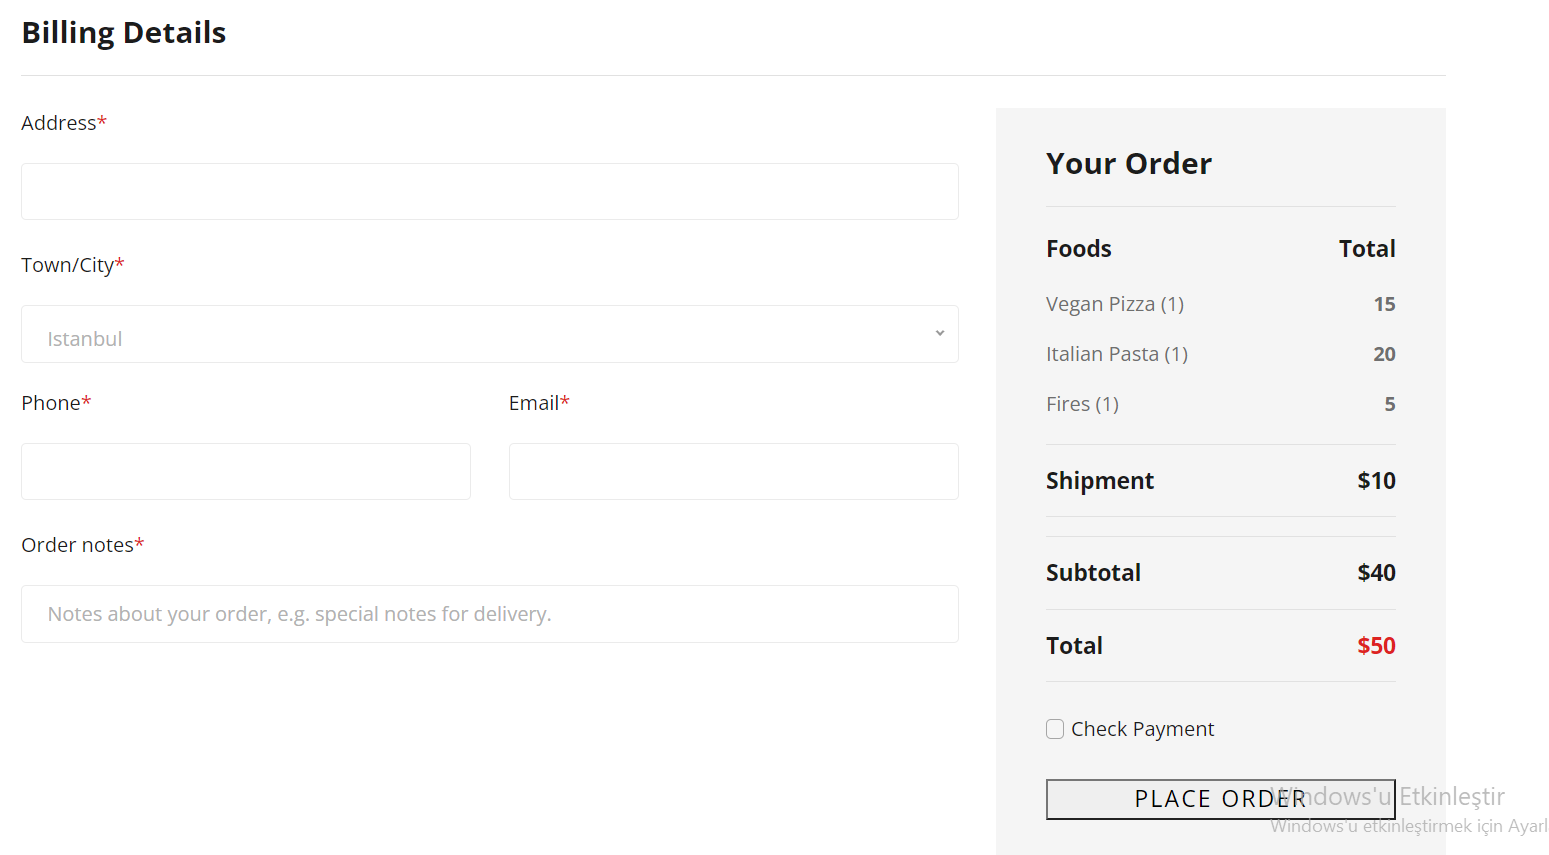 Billing Details
Address*
Town/City*
Istanbul
Phone*
Email*
Order notes*
Notes about your order, e.g. special notes for delivery.
Your Order
Foods Total
Vegan Pizza (1) 15
Italian Pasta (1) 20
Fires (1) 5
Shipment $10
Subtotal $40
Total $50
Check Payment
PLACE ORDER
Windows'u Etkinleştir
Windows'u etkinleştirmek için Ayarl